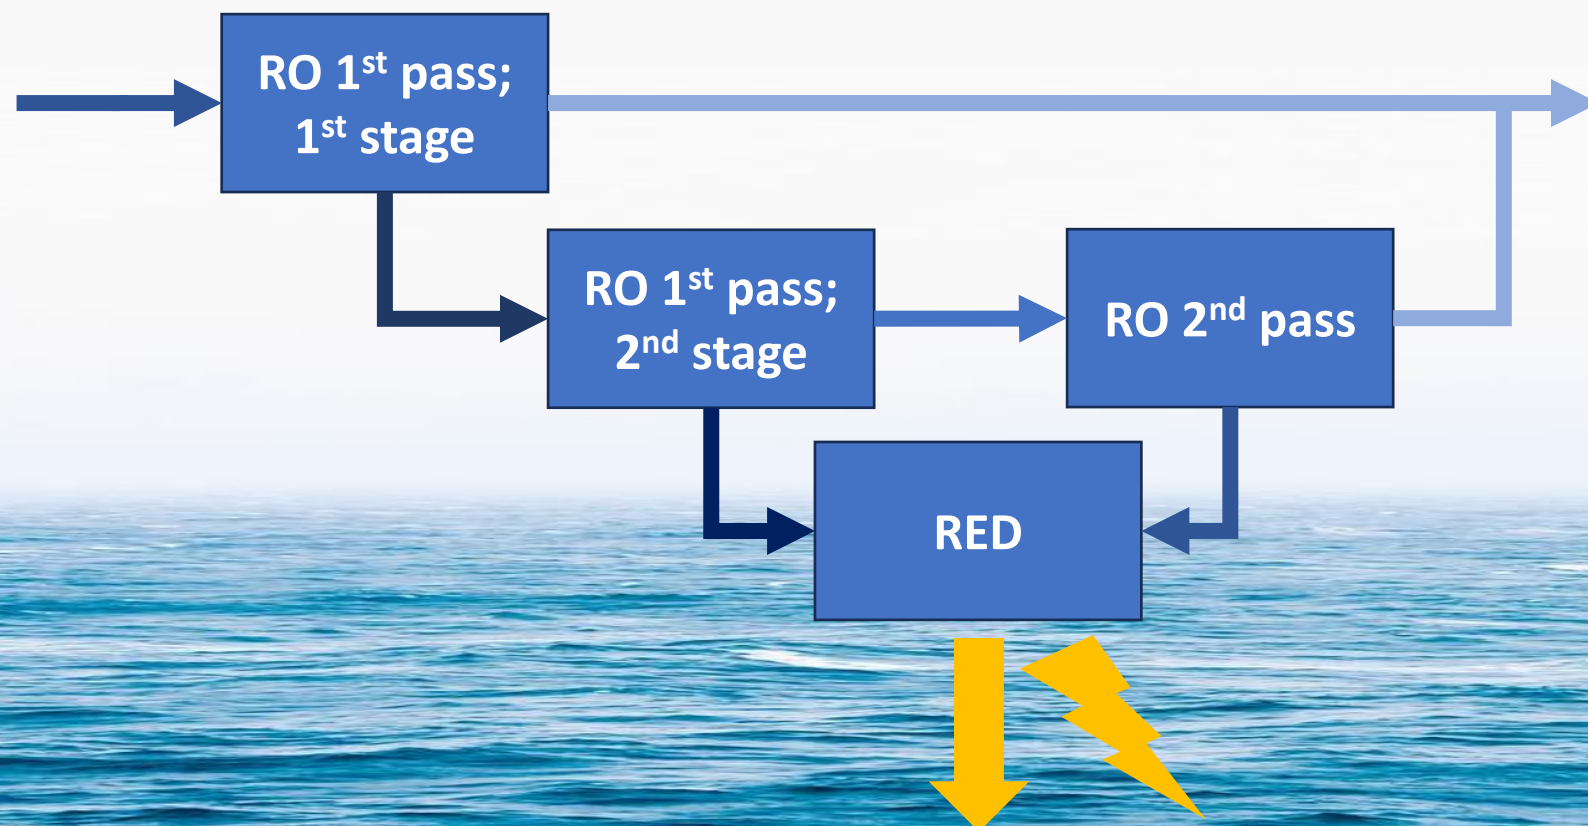 RO 1st pass;
1st stage
RO 1st pass;
2nd stage
RO 2nd pass
RED